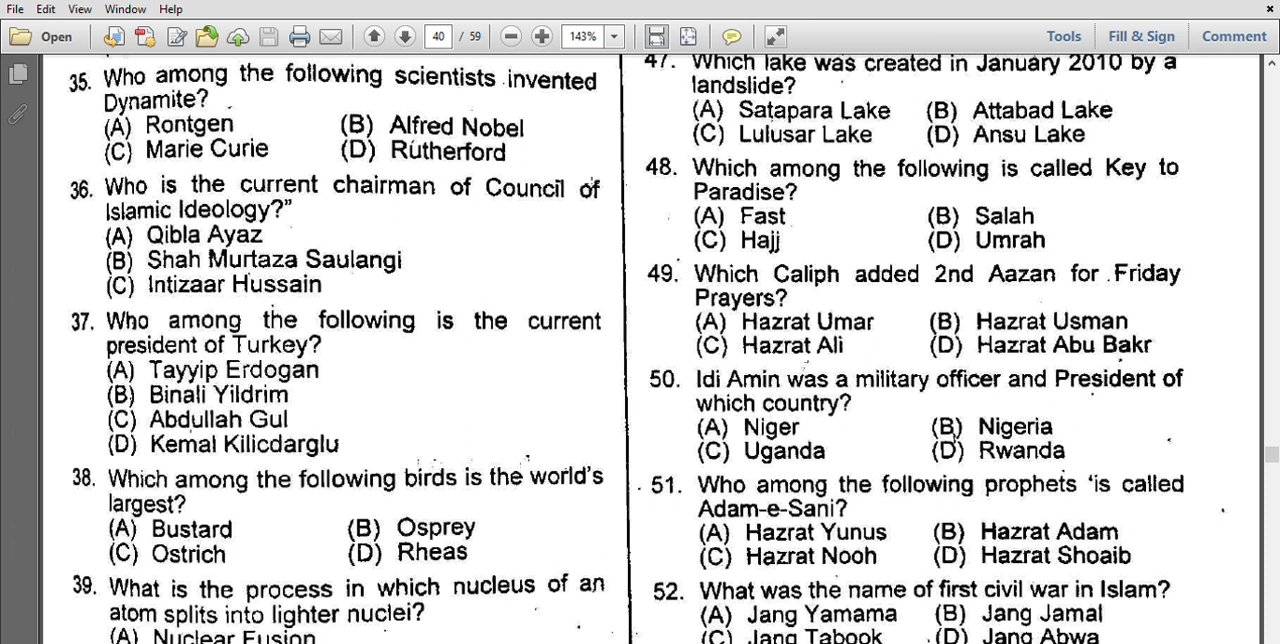 File Edit View Window Help
Open 40 / 59 143% Tools Fill & Sign Comment
35. Who among the following scientists invented
Dynamite?
(A) Rontgen (B) Alfred Nobel
(C) Marie Curie (D) Rutherford
36. Who is the current chairman of Council of
Islamic Ideology?”
(A) Qibla Ayaz
(B) Shah Murtaza Saulangi
(C) Intizaar Hussain
37. Who among the following is the current
president of Turkey?
(A) Tayyip Erdogan
(B) Binali Yildrim
(C) Abdullah Gul
(D) Kemal Kilicdarglu
38. Which among the following birds is the world's
largest?
(A) Bustard (B) Osprey
(C) Ostrich (D) Rheas
39. What is the process in which nucleus of an
atom splits into lighter nuclei?
(A) Nuclear Fusion
47. Which lake was created in January 2010 by a
landslide?
(A) Satapara Lake (B) Attabad Lake
(C) Lulusar Lake (D) Ansu Lake
48. Which among the following is called Key to
Paradise?
(A) Fast (B) Salah
(C) Hajj (D) Umrah
49. Which Caliph added 2nd Aazan for Friday
Prayers?
(A) Hazrat Umar (B) Hazrat Usman
(C) Hazrat Ali (D) Hazrat Abu Bakr
50. Idi Amin was a military officer and President of
which country?
(A) Niger (B) Nigeria
(C) Uganda (D) Rwanda
51. Who among the following prophets 'is called
Adam-e-Sani?
(A) Hazrat Yunus (B) Hazrat Adam
(C) Hazrat Nooh (D) Hazrat Shoaib
52. What was the name of first civil war in Islam?
(A) Jang Yamama (B) Jang Jamal
(C) Jang Tabook (D) Jang Abwa